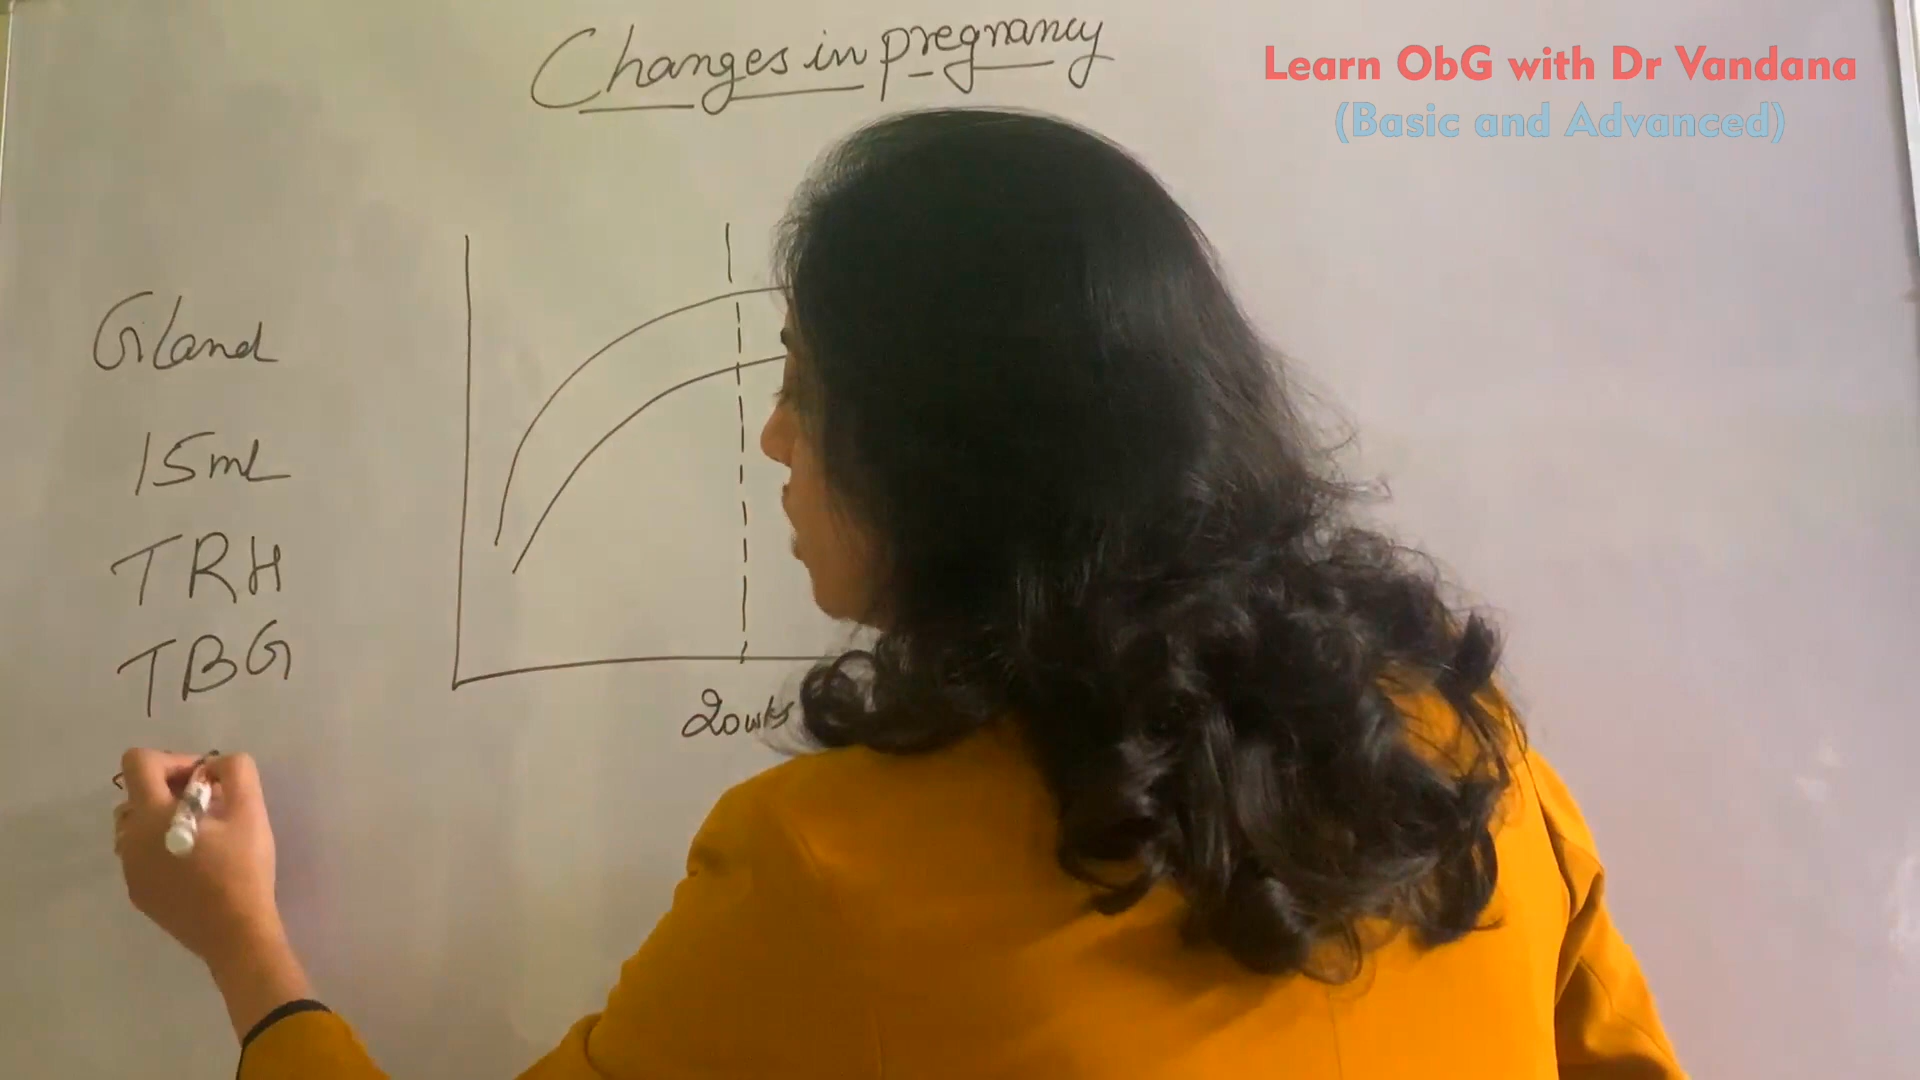 Changes in pregnancy
Learn ObG with Dr Vandana
(Basic and Advanced)
Gland
15mL
TRH
TBG
20wks